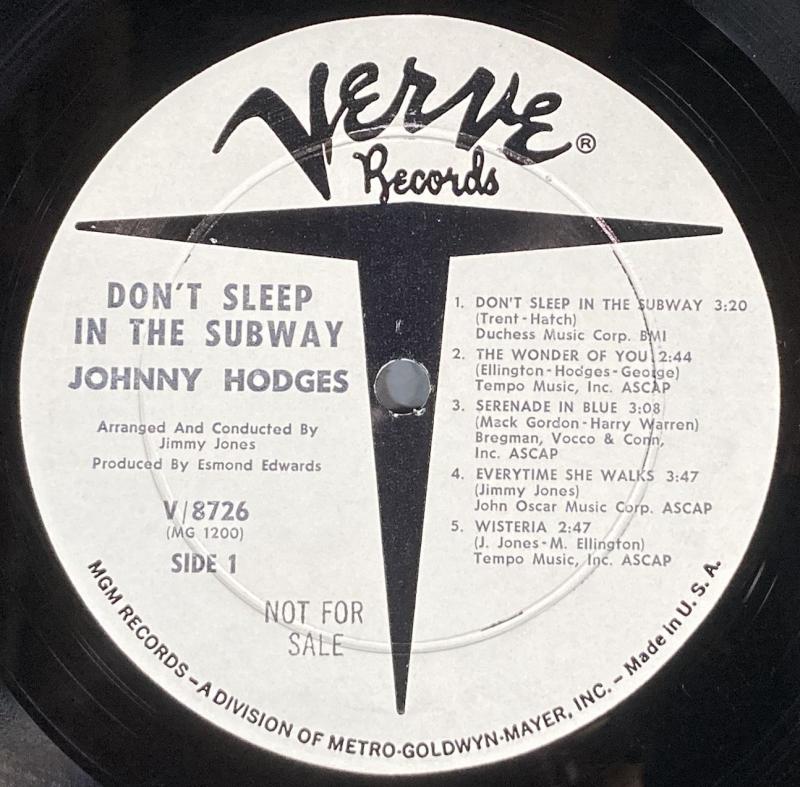 Verve ®
Records
DON'T SLEEP
IN THE SUBWAY
JOHNNY HODGES
Arranged And Conducted By
Jimmy Jones
Produced By Esmond Edwards
V/8726
(MG 1200)
SIDE 1
NOT FOR
SALE
1. DON'T SLEEP IN THE SUBWAY 3:20
(Trent-Hatch)
Duchess Music Corp. BMI
2. THE WONDER OF YOU 2:44
(Ellington-Hodges-George)
Tempo Music, Inc. ASCAP
3. SERENADE IN BLUE 3:08
(Mack Gordon-Harry Warren)
Bregman, Vocco & Conn,
Inc. ASCAP
4. EVERYTIME SHE WALKS 3:47
(Jimmy Jones)
John Oscar Music Corp. ASCAP
5. WISTERIA 2:47
(J. Jones-M. Ellington)
Tempo Music, Inc. ASCAP
MGM RECORDS – A DIVISION OF METRO-GOLDWYN-MAYER, INC. – Made in U. S. A.